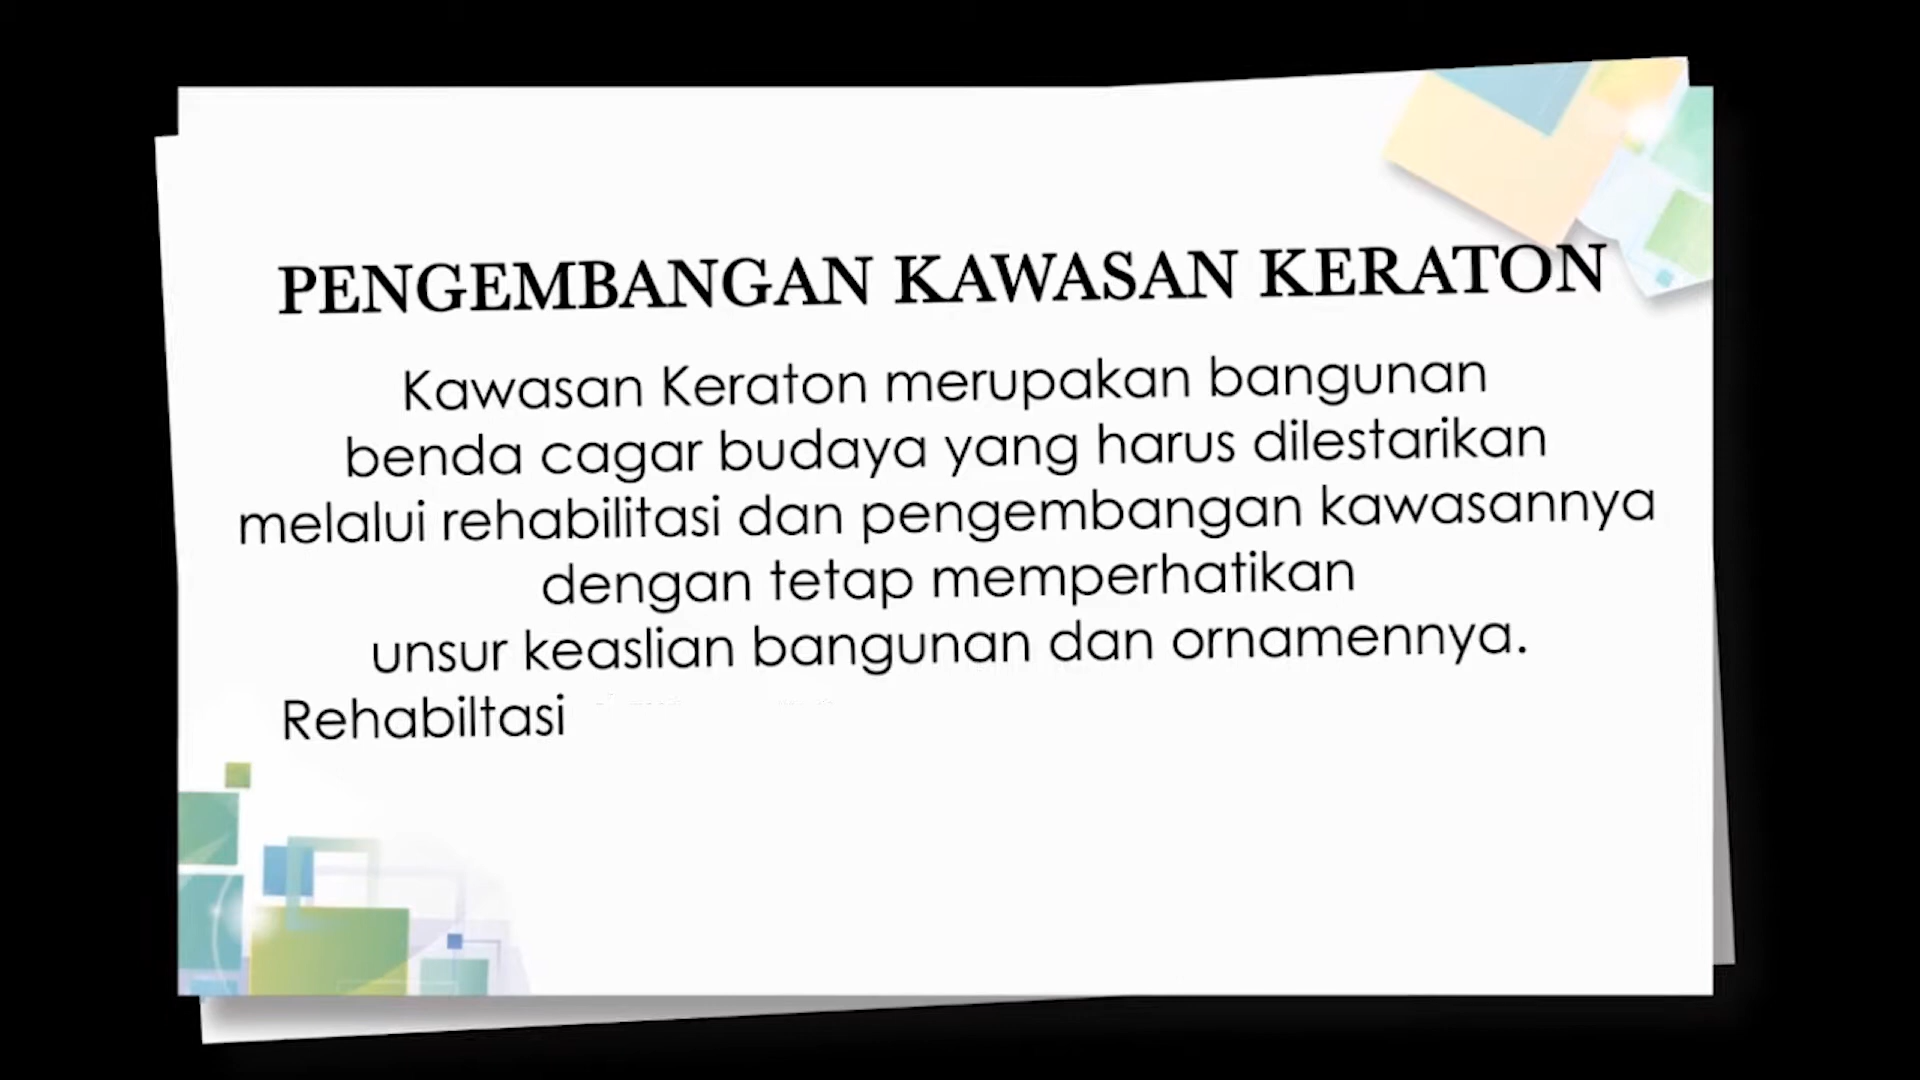 PENGEMBANGAN KAWASAN KERATON
Kawasan Keraton merupakan bangunan
benda cagar budaya yang harus dilestarikan
melalui rehabilitasi dan pengembangan kawasannya
dengan tetap memperhatikan
unsur keaslian bangunan dan ornamennya.
Rehabiltasi